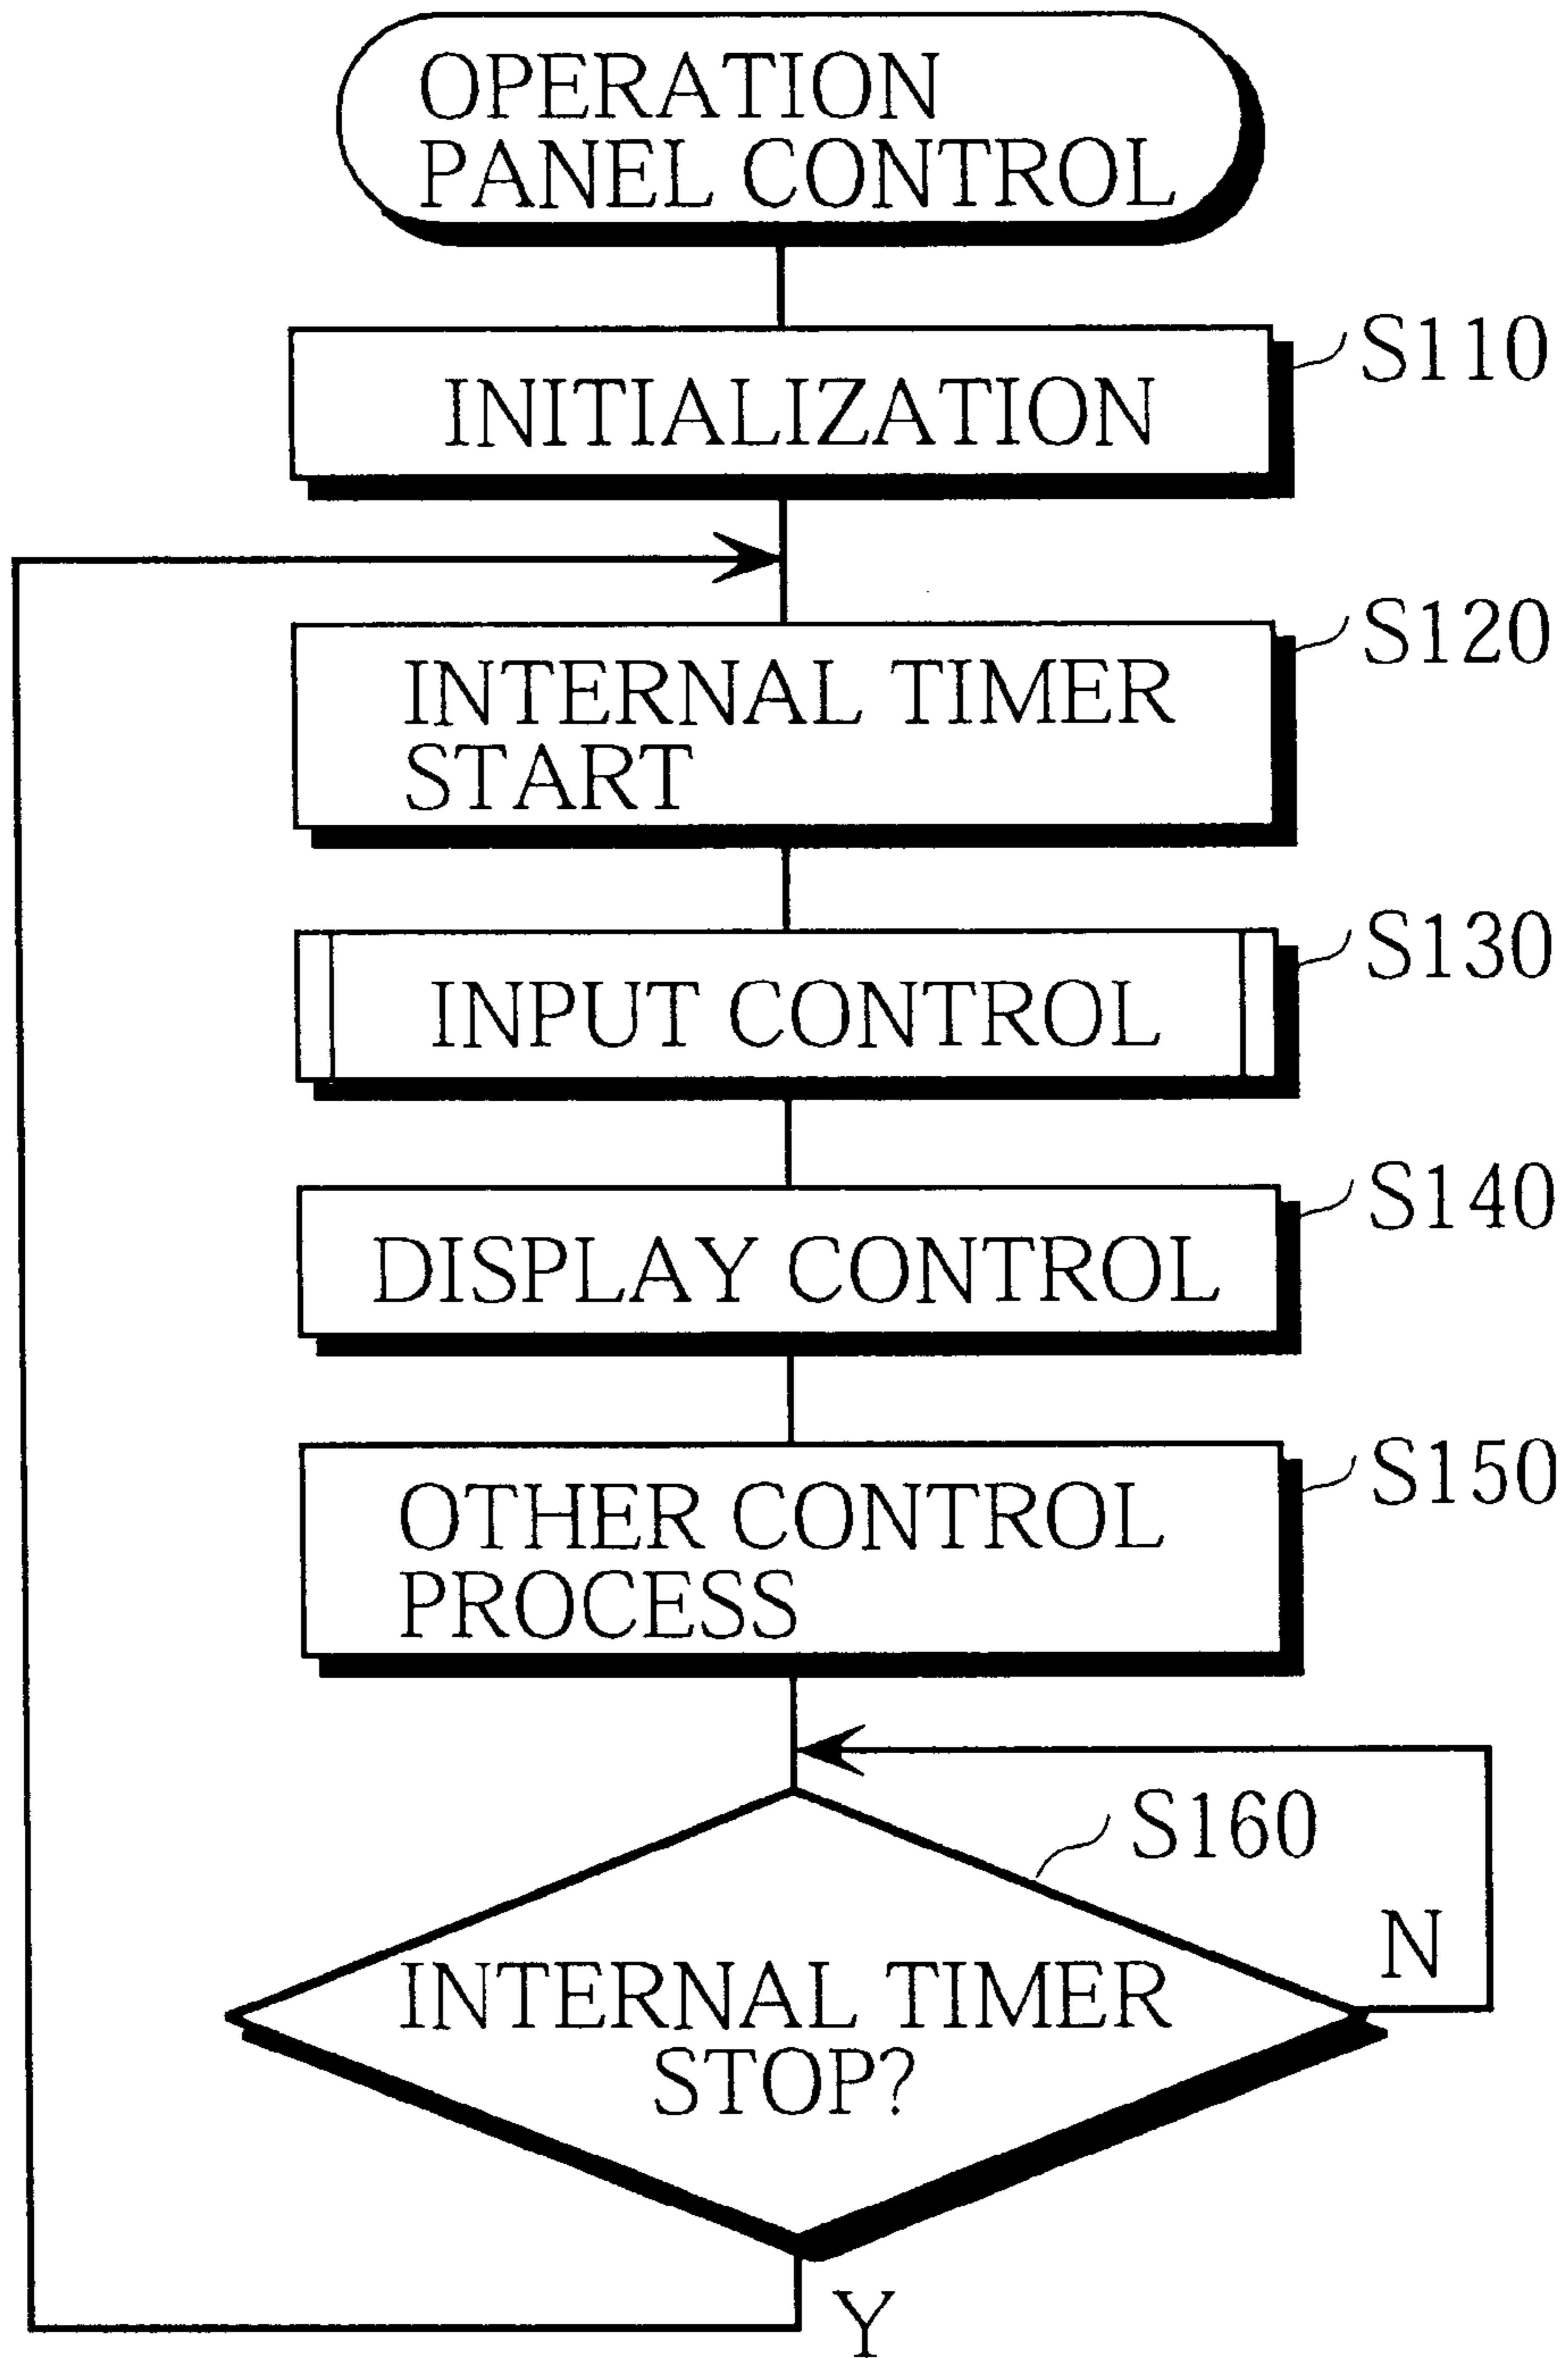 OPERATION
PANEL CONTROL
S110
INITIALIZATION
S120
INTERNAL TIMER
START
S130
INPUT CONTROL
S140
DISPLAY CONTROL
S150
OTHER CONTROL
PROCESS
S160
N
INTERNAL TIMER
STOP?
Y